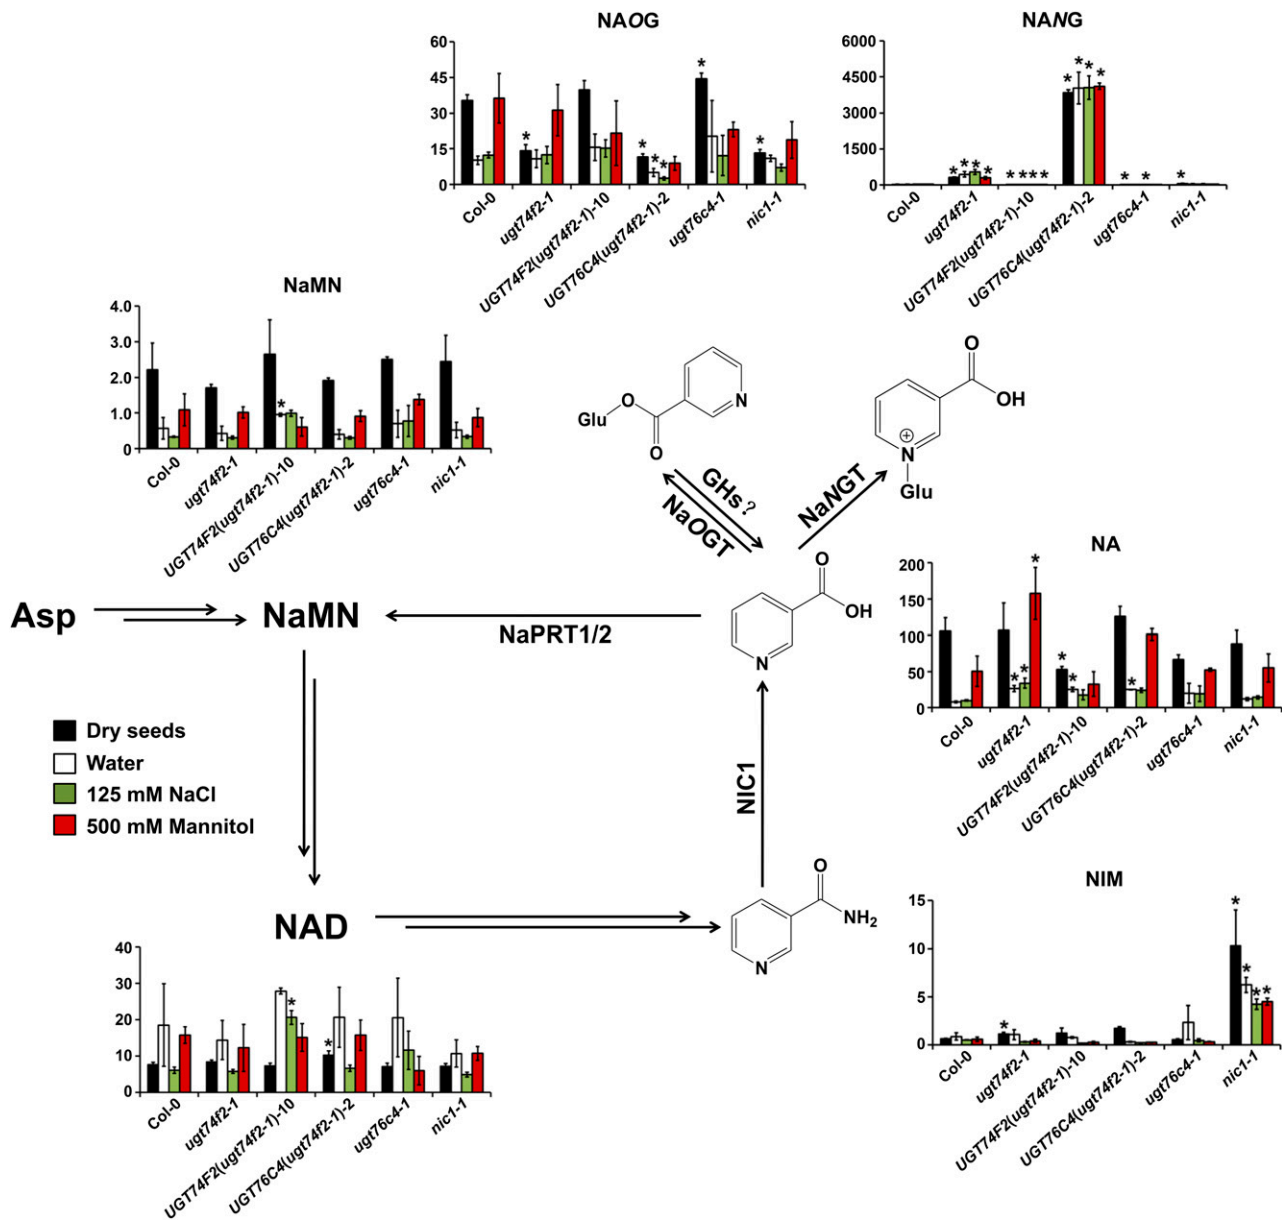 NAOG
60
45
30
15
0
*
*
*
*
*
*
Col-0
ugt74f2-1
UGT74F2(ugt74f2-1)-10
UGT76C4(ugt74f2-1)-2
ugt76c4-1
nic1-1
NANG
6000
4500
3000
1500
0
* * * *
* * * *
* * * *
* *
*
Col-0
ugt74f2-1
UGT74F2(ugt74f2-1)-10
UGT76C4(ugt74f2-1)-2
ugt76c4-1
nic1-1
NaMN
4.0
3.0
2.0
1.0
0
*
Col-0
ugt74f2-1
UGT74F2(ugt74f2-1)-10
UGT76C4(ugt74f2-1)-2
ugt76c4-1
nic1-1
Glu
O
O
N
GHs?
NaOGT
NaNGT
O
OH
N
+
Glu
NA
200
150
100
50
0
* * *
* *
*
Col-0
ugt74f2-1
UGT74F2(ugt74f2-1)-10
UGT76C4(ugt74f2-1)-2
ugt76c4-1
nic1-1
Asp
NaMN
NaPRT1/2
O
OH
N
Dry seeds
Water
125 mM NaCl
500 mM Mannitol
NIC1
NAD
O
NH2
N
40
30
20
10
0
*
*
Col-0
ugt74f2-1
UGT74F2(ugt74f2-1)-10
UGT76C4(ugt74f2-1)-2
ugt76c4-1
nic1-1
NIM
15
10
5
0
*
* * * *
Col-0
ugt74f2-1
UGT74F2(ugt74f2-1)-10
UGT76C4(ugt74f2-1)-2
ugt76c4-1
nic1-1